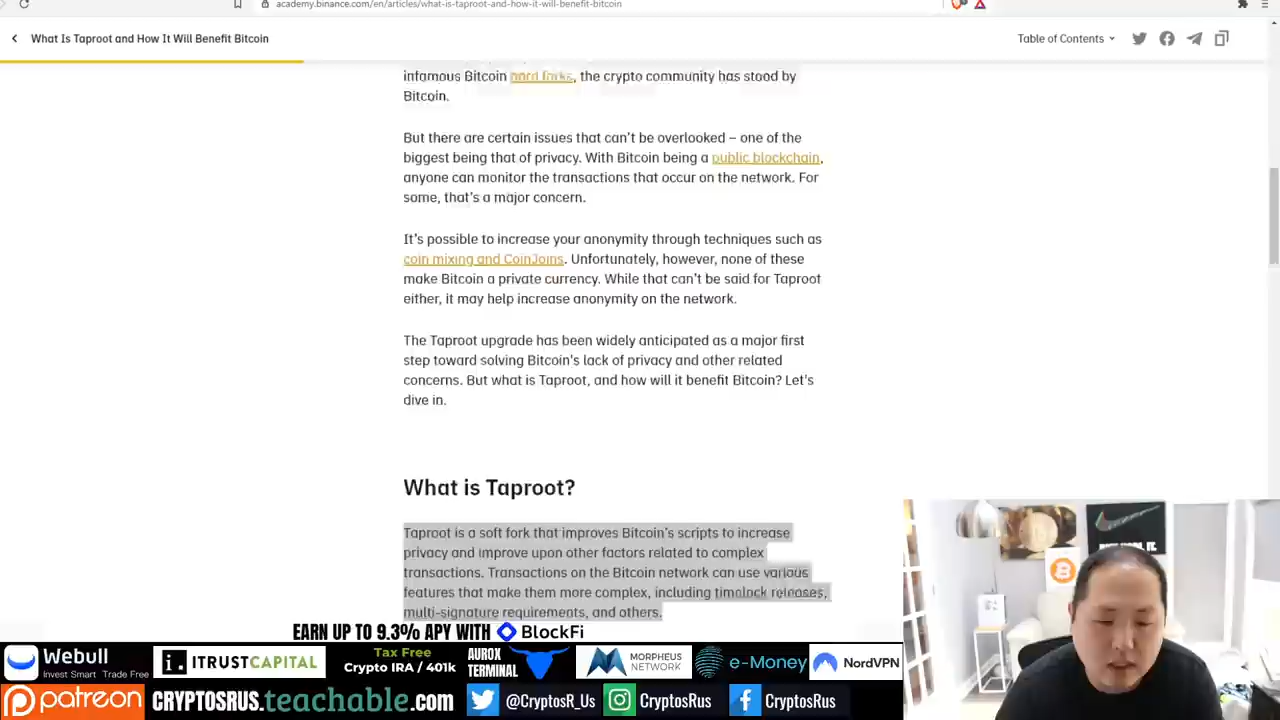 academy.binance.com/en/articles/what-is-taproot-and-how-it-will-benefit-bitcoin
What Is Taproot and How It Will Benefit Bitcoin
Table of Contents
infamous Bitcoin hard forks, the crypto community has stood by
Bitcoin.
But there are certain issues that can't be overlooked – one of the
biggest being that of privacy. With Bitcoin being a public blockchain,
anyone can monitor the transactions that occur on the network. For
some, that's a major concern.
It's possible to increase your anonymity through techniques such as
coin mixing and CoinJoins. Unfortunately, however, none of these
make Bitcoin a private currency. While that can't be said for Taproot
either, it may help increase anonymity on the network.
The Taproot upgrade has been widely anticipated as a major first
step toward solving Bitcoin's lack of privacy and other related
concerns. But what is Taproot, and how will it benefit Bitcoin? Let's
dive in.
What is Taproot?
Taproot is a soft fork that improves Bitcoin's scripts to increase
privacy and improve upon other factors related to complex
transactions. Transactions on the Bitcoin network can use various
features that make them more complex, including timelock releases,
multi-signature requirements, and others.
EARN UP TO 9.3% APY WITH BlockFi
Webull
Invest Smart Trade Free
i. ITRUSTCAPITAL
Tax Free
Crypto IRA / 401k
AUROX
TERMINAL
MORPHEUS
NETWORK
e-Money
NordVPN
patreon
CRYPTOSRUS.teachable.com
@CryptosR_Us
CryptosRus
CryptosRus